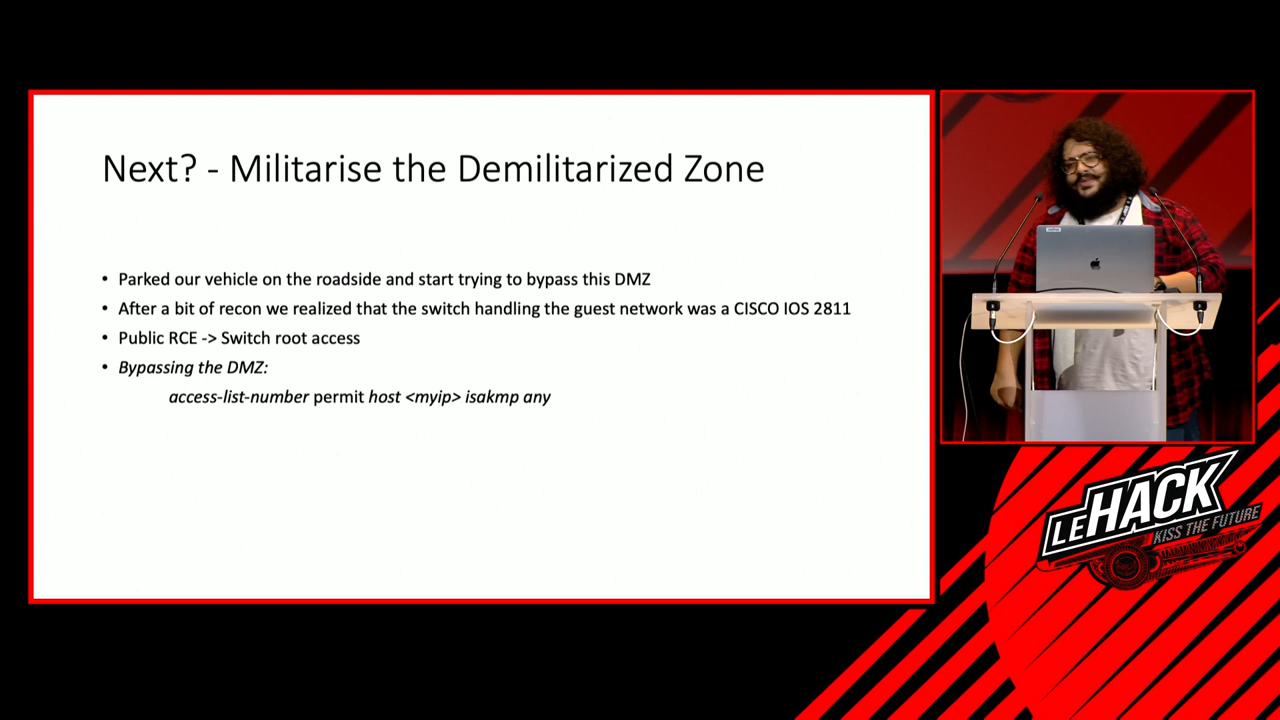 Next? - Militarise the Demilitarized Zone
• Parked our vehicle on the roadside and start trying to bypass this DMZ
• After a bit of recon we realized that the switch handling the guest network was a CISCO IOS 2811
• Public RCE -> Switch root access
• Bypassing the DMZ:
access-list-number permit host <myip> isakmp any
LEHACK
KISS THE FUTURE